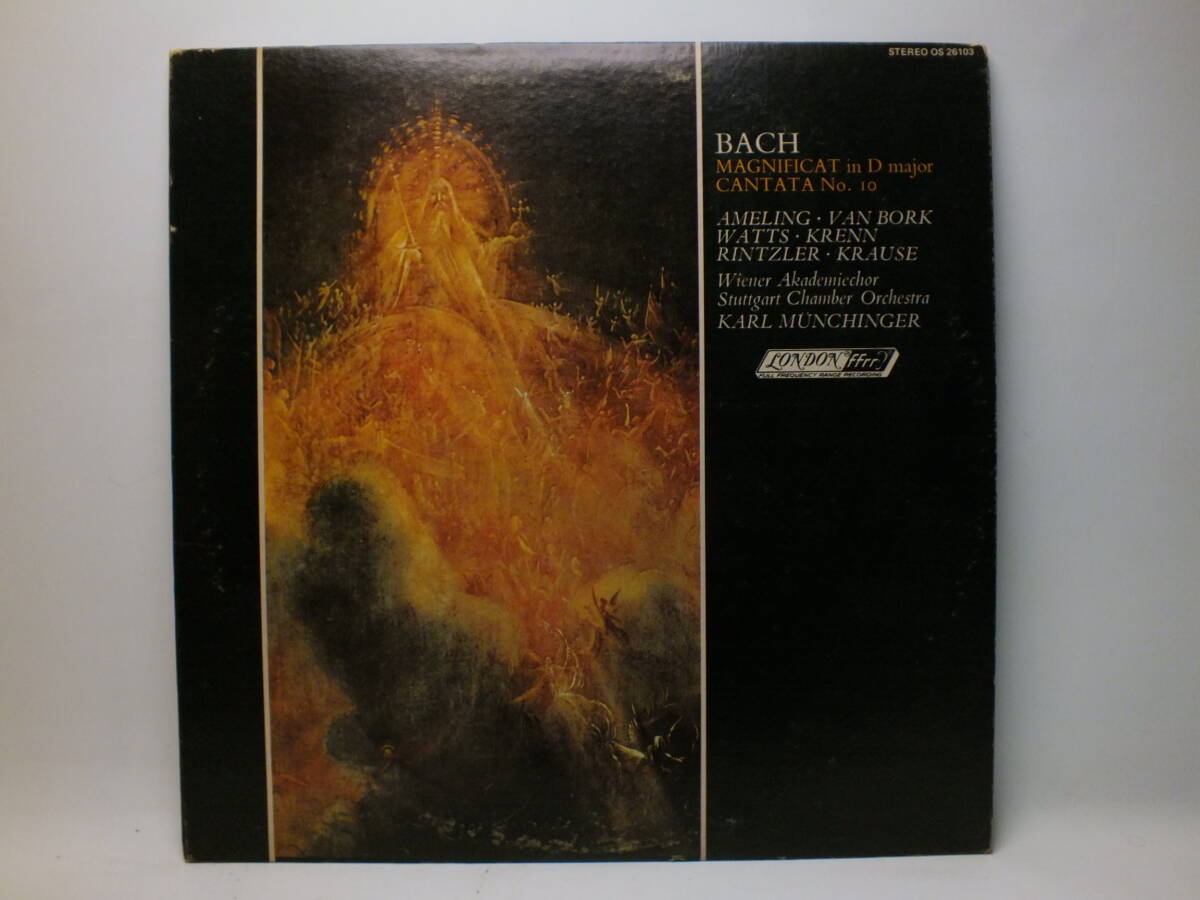 STEREO OS 26103
BACH
MAGNIFICAT in D major
CANTATA No. 10
AMELING · VAN BORK
WATTS · KRENN
RINTZLER · KRAUSE
Wiener Akademiechor
Stuttgart Chamber Orchestra
KARL MÜNCHINGER
LONDON ffrr
FULL FREQUENCY RANGE RECORDING